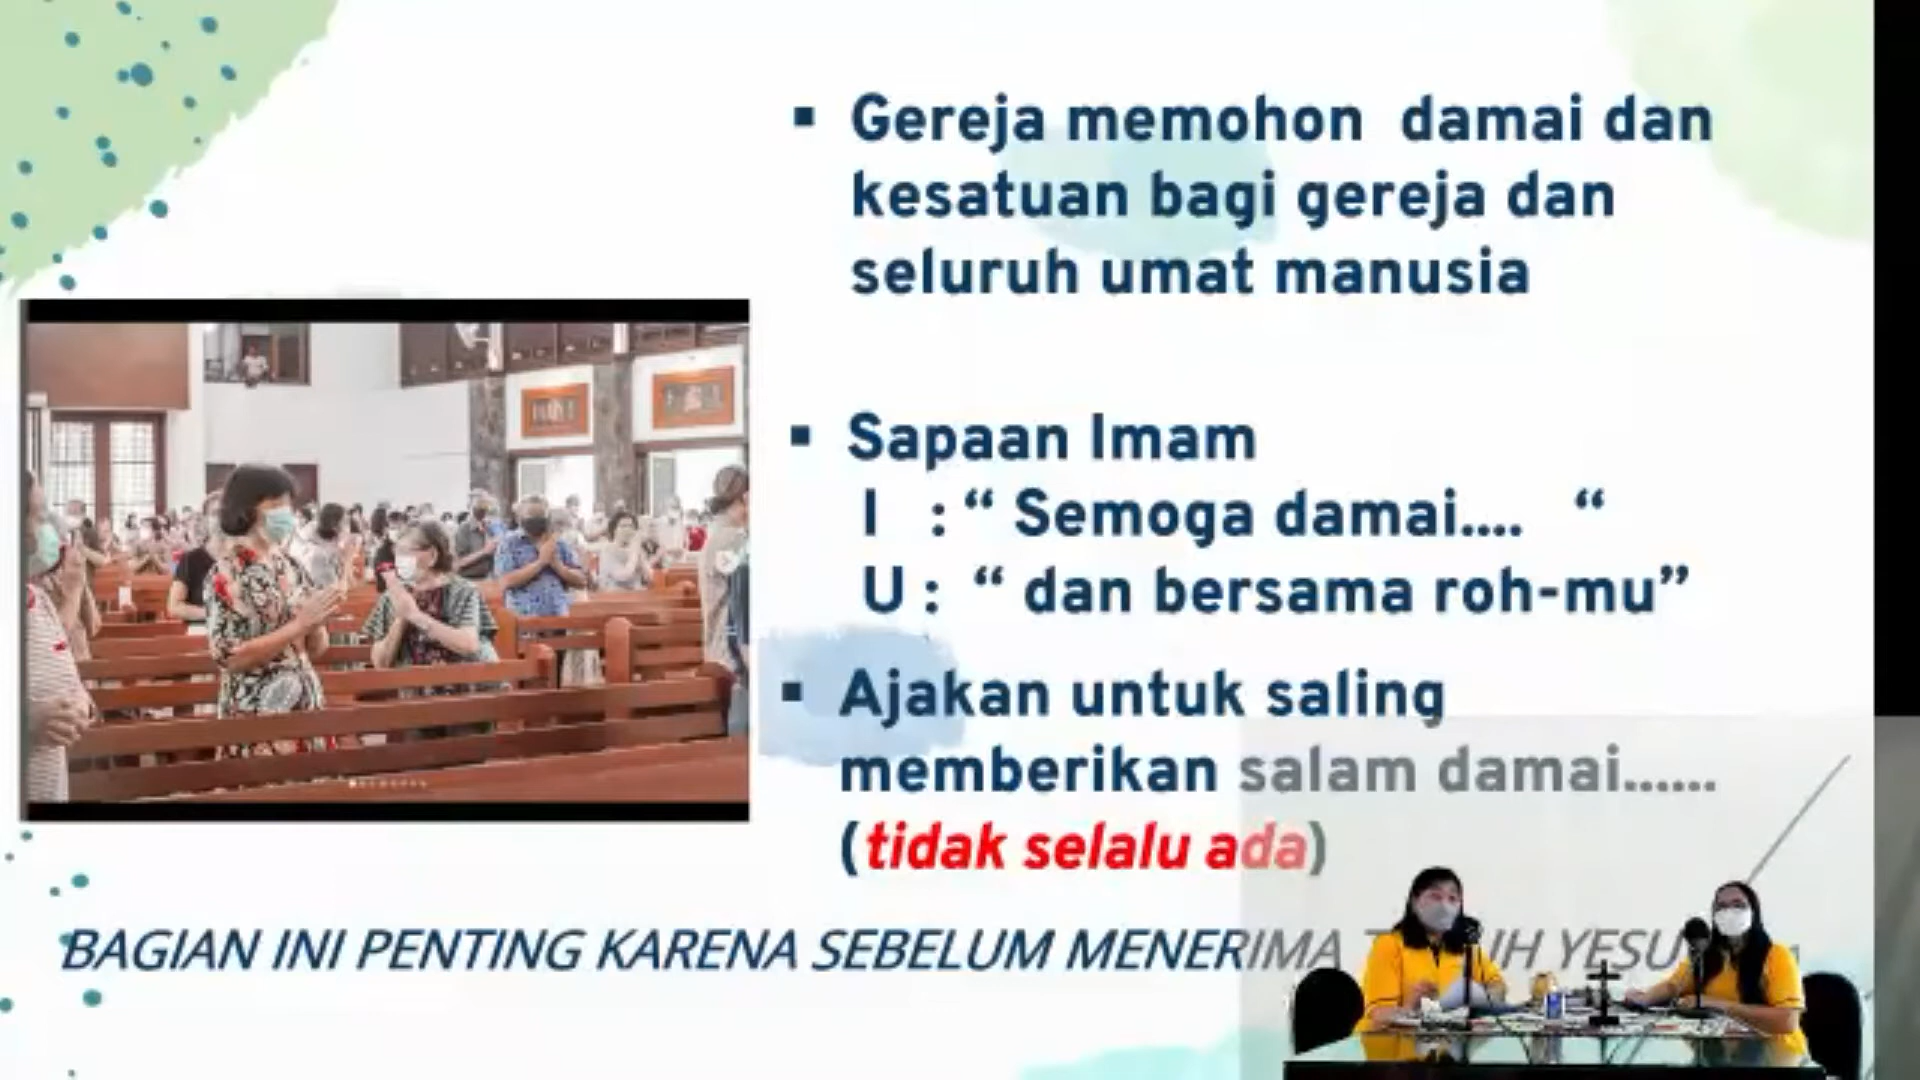 ▪ Gereja memohon damai dan
kesatuan bagi gereja dan
seluruh umat manusia
▪ Sapaan Imam
I : “ Semoga damai.... “
U : “ dan bersama roh-mu”
▪ Ajakan untuk saling
memberikan salam damai......
(tidak selalu ada)
BAGIAN INI PENTING KARENA SEBELUM MENERIMA YESUS